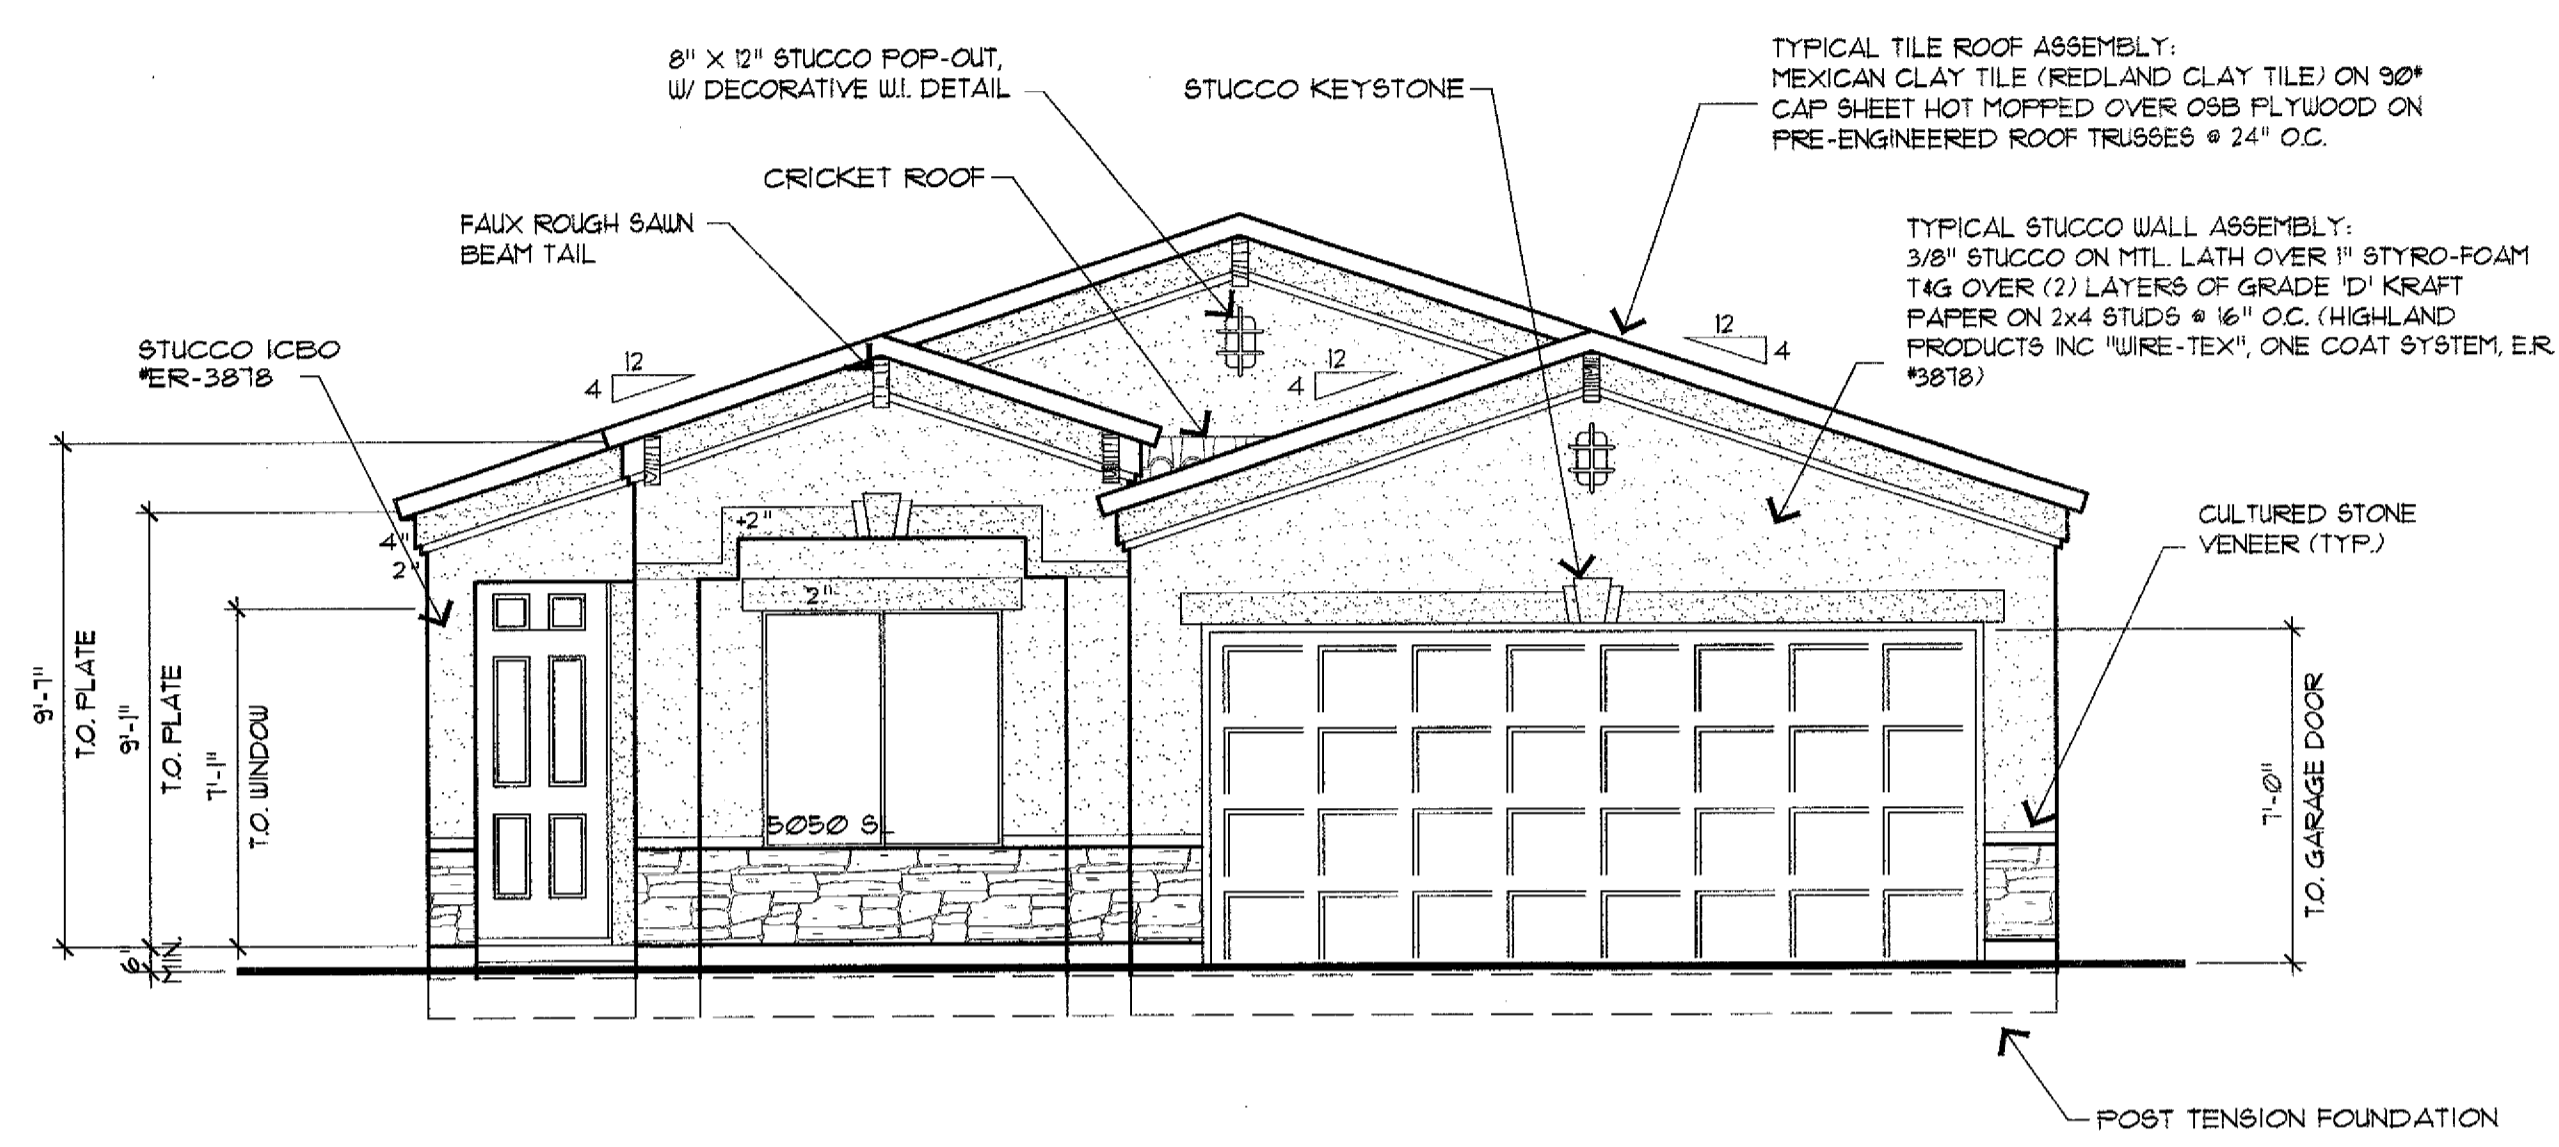 8" X 12" STUCCO POP-OUT,
W/ DECORATIVE W.I. DETAIL
STUCCO KEYSTONE
TYPICAL TILE ROOF ASSEMBLY:
MEXICAN CLAY TILE (REDLAND CLAY TILE) ON 90#
CAP SHEET HOT MOPPED OVER OSB PLYWOOD ON
PRE-ENGINEERED ROOF TRUSSES @ 24" O.C.
CRICKET ROOF
FAUX ROUGH SAWN
BEAM TAIL
TYPICAL STUCCO WALL ASSEMBLY:
3/8" STUCCO ON MTL. LATH OVER 1" STYRO-FOAM
T&G OVER (2) LAYERS OF GRADE 'D' KRAFT
PAPER ON 2x4 STUDS @ 16" O.C. (HIGHLAND
PRODUCTS INC "WIRE-TEX", ONE COAT SYSTEM, E.R.
#3878)
STUCCO ICBO
#ER-3878
12
4
12
4
12
4
CULTURED STONE
VENEER (TYP.)
+2"
4"
2"
2"
5050 SL
9'-7"
T.O. PLATE
9'-1"
T.O. PLATE
7'-1"
T.O. WINDOW
6"
MIN.
7'-0"
T.O. GARAGE DOOR
POST TENSION FOUNDATION